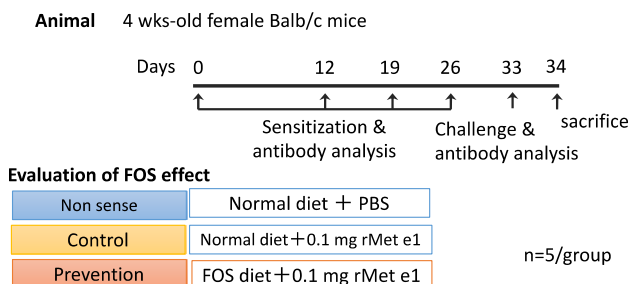 Animal 4 wks-old female Balb/c mice
Days 0 12 19 26 33 34
Sensitization &
antibody analysis
Challenge &
antibody analysis
sacrifice
Evaluation of FOS effect
Non sense Normal diet + PBS
Control Normal diet+0.1 mg rMet e1
Prevention FOS diet+0.1 mg rMet e1
n=5/group